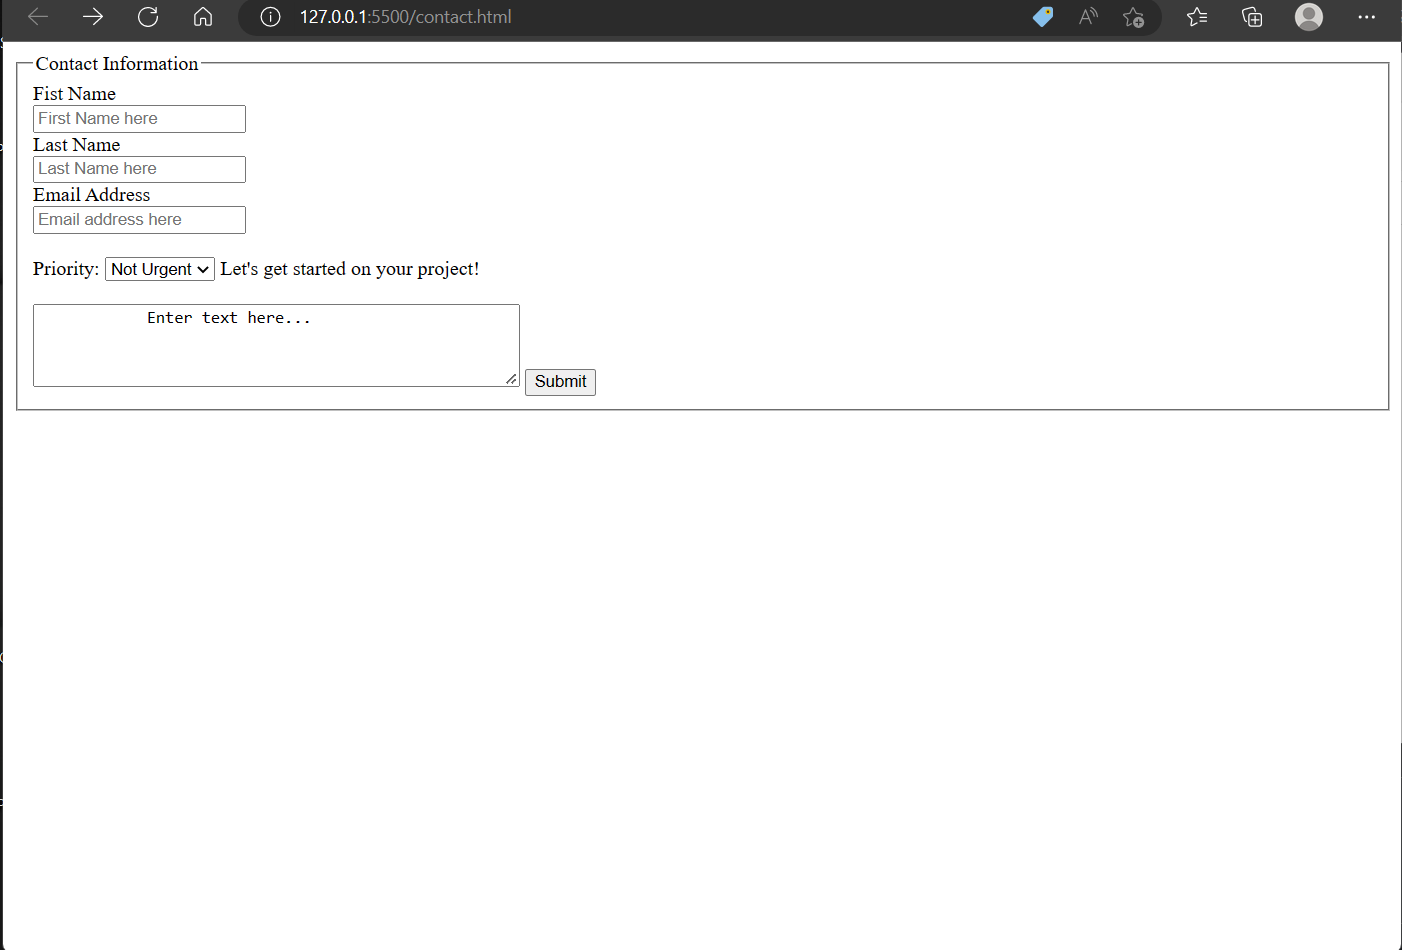 127.0.0.1:5500/contact.html
Contact Information
Fist Name
First Name here
Last Name
Last Name here
Email Address
Email address here
Priority: Not Urgent Let's get started on your project!
Enter text here...
Submit